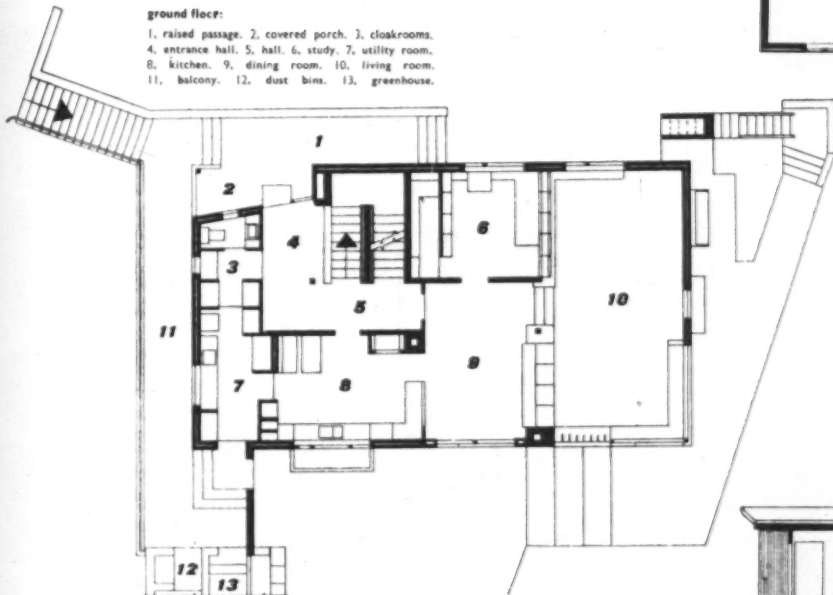 ground floor:
1, raised passage. 2, covered porch. 3, cloakrooms.
4, entrance hall. 5, hall. 6, study. 7, utility room.
8, kitchen. 9, dining room. 10, living room.
11, balcony. 12, dust bins. 13, greenhouse.
1
2
4
6
3
5
10
11
9
7
8
12
13